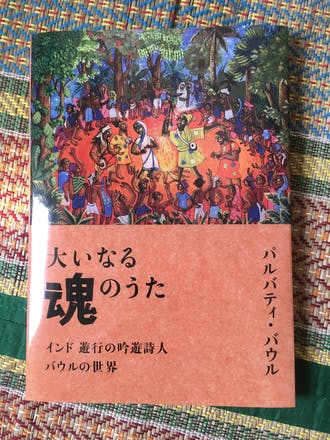 大いなる
魂のうた
インド 遊行の吟遊詩人
バウルの世界
パルバティ・バウル